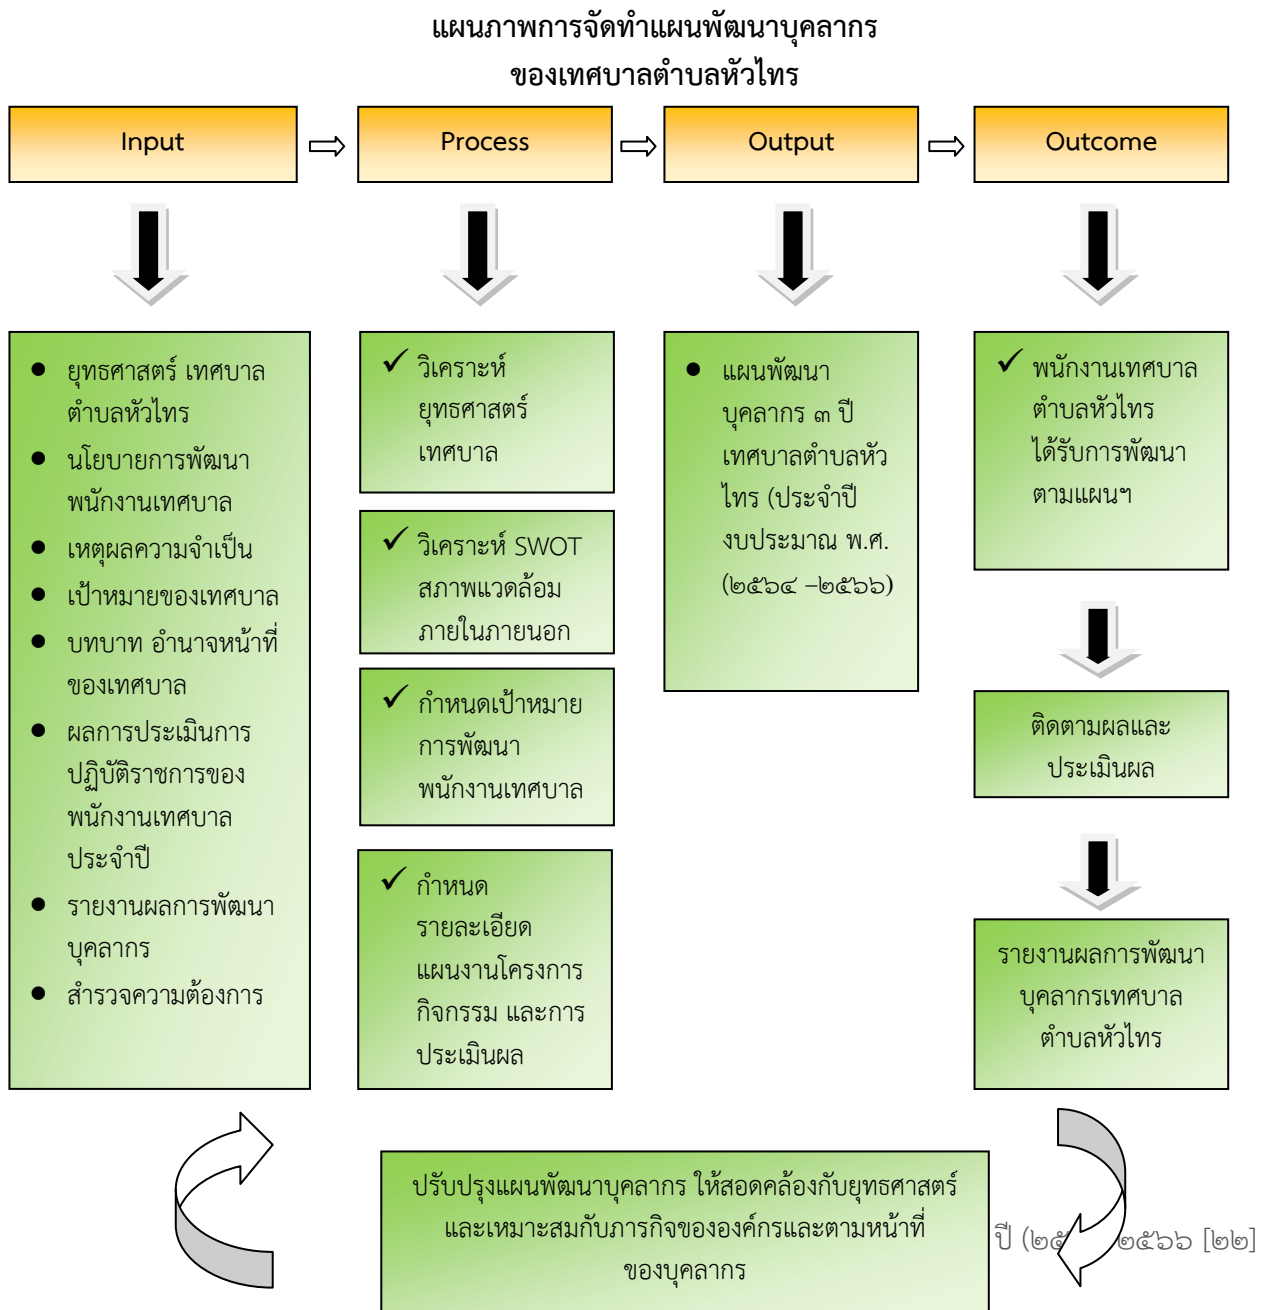 แผนภาพการจัดทำแผนพัฒนาบุคลากร
ของเทศบาลตำบลหัวไทร
Input
Process
Output
Outcome
● ยุทธศาสตร์ เทศบาล
ตำบลหัวไทร
● นโยบายการพัฒนา
พนักงานเทศบาล
● เหตุผลความจำเป็น
● เป้าหมายของเทศบาล
● บทบาท อำนาจหน้าที่
ของเทศบาล
● ผลการประเมินการ
ปฏิบัติราชการของ
พนักงานเทศบาล
ประจำปี
● รายงานผลการพัฒนา
บุคลากร
● สำรวจความต้องการ
✓ วิเคราะห์
ยุทธศาสตร์
เทศบาล
✓ วิเคราะห์ SWOT
สภาพแวดล้อม
ภายในภายนอก
✓ กำหนดเป้าหมาย
การพัฒนา
พนักงานเทศบาล
✓ กำหนด
รายละเอียด
แผนงานโครงการ
กิจกรรม และการ
ประเมินผล
● แผนพัฒนา
บุคลากร ๓ ปี
เทศบาลตำบลหัว
ไทร (ประจำปี
งบประมาณ พ.ศ.
(๒๕๖๔ –๒๕๖๖)
✓ พนักงานเทศบาล
ตำบลหัวไทร
ได้รับการพัฒนา
ตามแผนฯ
ติดตามผลและ
ประเมินผล
รายงานผลการพัฒนา
บุคลากรเทศบาล
ตำบลหัวไทร
ปรับปรุงแผนพัฒนาบุคลากร ให้สอดคล้องกับยุทธศาสตร์
และเหมาะสมกับภารกิจขององค์กรและตามหน้าที่
ของบุคลากร
ปี ๒๕๖๖ [๒๒]